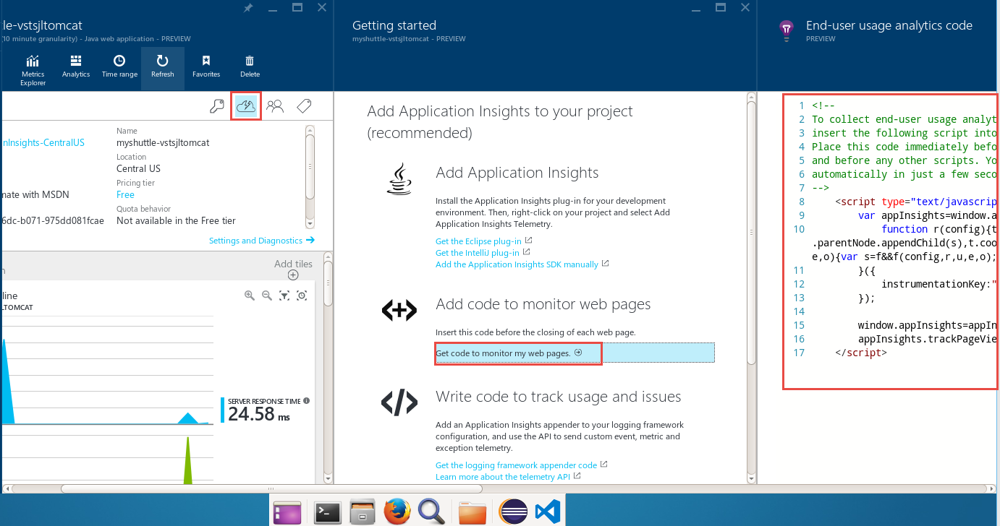 tle-vstsjltomcat
(10 minute granularity) - Java web application - PREVIEW
Metrics Explorer
Analytics
Time range
Refresh
Favorites
Delete
nInsights-CentralUS
Name
myshuttle-vstsjltomcat
Location
Central US
Pricing tier
mate with MSDN
Free
Quota behavior
6dc-b071-975dd081fcae
Not available in the Free tier
Settings and Diagnostics
Add tiles
line
LTOMCAT
SERVER RESPONSE TIME
24.58 ms
Getting started
myshuttle-vstsjltomcat - PREVIEW
Add Application Insights to your project
(recommended)
Add Application Insights
Install the Application Insights plug-in for your development
environment. Then, right-click on your project and select Add
Application Insights Telemetry.
Get the Eclipse plug-in
Get the IntelliJ plug-in
Add the Application Insights SDK manually
Add code to monitor web pages
Insert this code before the closing of each web page.
Get code to monitor my web pages.
Write code to track usage and issues
Add an Application Insights appender to your logging framework
configuration, and use the API to send custom event, metric and
exception telemetry.
Get the logging framework appender code
Learn more about the telemetry API
End-user usage analytics code
PREVIEW
1 <!--
2 To collect end-user usage analyt
3 insert the following script into
4 Place this code immediately befo
5 and before any other scripts. Yo
6 automatically in just a few seco
7 -->
8 <script type="text/javascrip
9 var appInsights=window.a
10 function r(config){t
.parentNode.appendChild(s),t.coo
e,o){var s=f&&f(config,r,u,e,o);
11 }({
12 instrumentationKey:"
13 });
14
15 window.appInsights=appIn
16 appInsights.trackPageVie
17 </script>